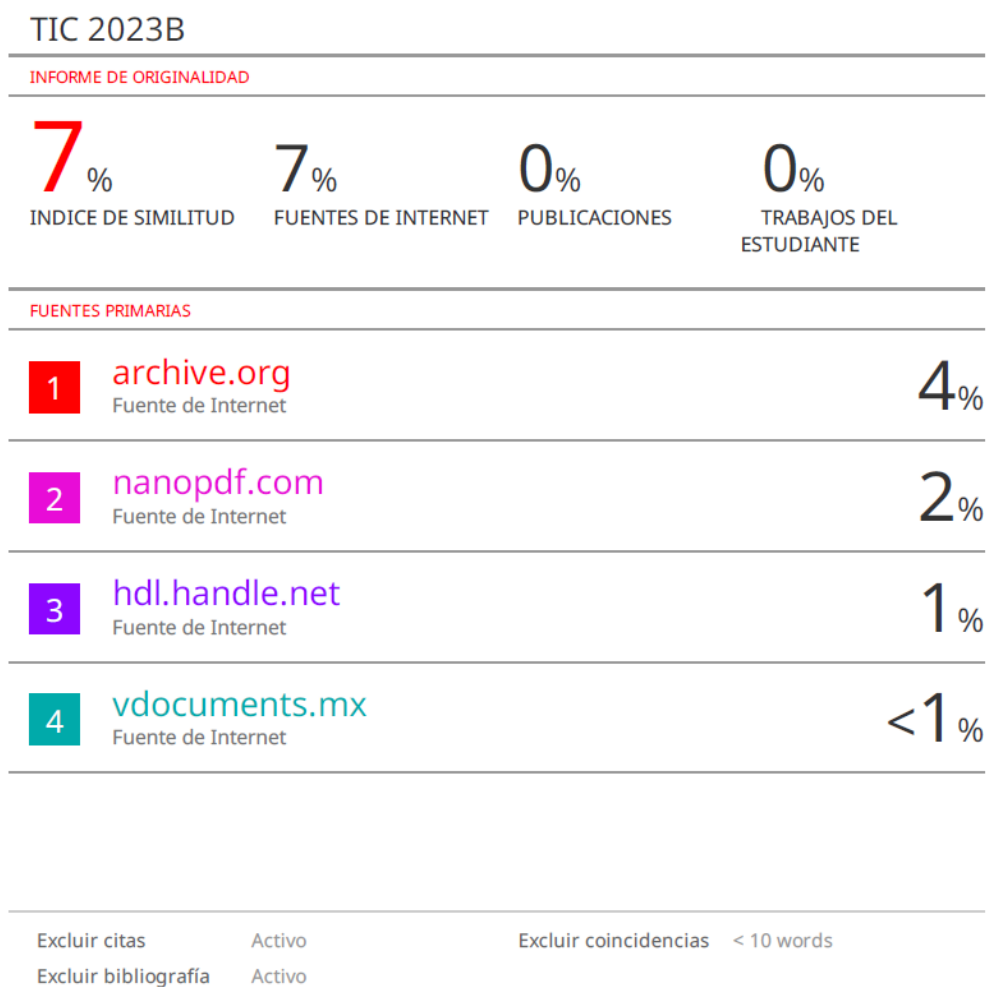 TIC 2023B
INFORME DE ORIGINALIDAD
7% 7% 0% 0%
INDICE DE SIMILITUD FUENTES DE INTERNET PUBLICACIONES TRABAJOS DEL
ESTUDIANTE
FUENTES PRIMARIAS
1 archive.org 4%
Fuente de Internet
2 nanopdf.com 2%
Fuente de Internet
3 hdl.handle.net 1%
Fuente de Internet
4 vdocuments.mx <1%
Fuente de Internet
Excluir citas Activo Excluir coincidencias < 10 words
Excluir bibliografía Activo